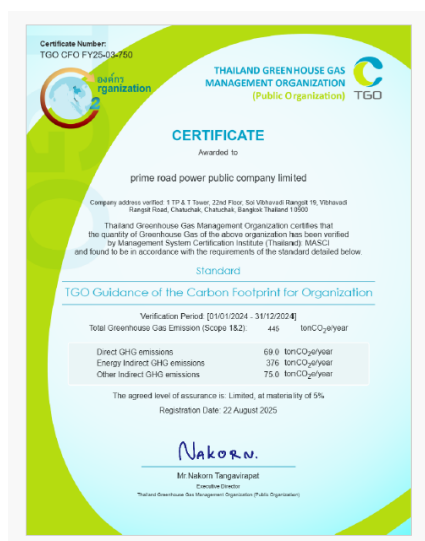 Certificate Number:
TGO CFO FY25-03-750
องค์กร
rganization
2
THAILAND GREENHOUSE GAS
MANAGEMENT ORGANIZATION
(Public Organization)
TGO
CERTIFICATE
Awarded to
prime road power public company limited
Company address verified: 1 TP & T Tower, 22nd Floor, Soi Vibhavadi Rangsit 19, Vibhavadi
Rangsit Road, Chatuchak, Chatuchak, Bangkok Thailand 10900
Thailand Greenhouse Gas Management Organization certifies that
the quantity of Greenhouse Gas of the above organization has been verified
by Management System Certification Institute (Thailand): MASCI
and found to be in accordance with the requirements of the standard detailed below.
Standard
TGO Guidance of the Carbon Footprint for Organization
Verification Period: [01/01/2024 - 31/12/2024]
Total Greenhouse Gas Emission (Scope 1&2): 445 tonCO₂e/year
Direct GHG emissions 69.0 tonCO₂e/year
Energy Indirect GHG emissions 376 tonCO₂e/year
Other Indirect GHG emissions 75.0 tonCO₂e/year
The agreed level of assurance is: Limited, at materiality of 5%
Registration Date: 22 August 2025
NAKORN.
Mr.Nakorn Tangavirapat
Executive Director
Thailand Greenhouse Gas Management Organization (Public Organization)
TGO